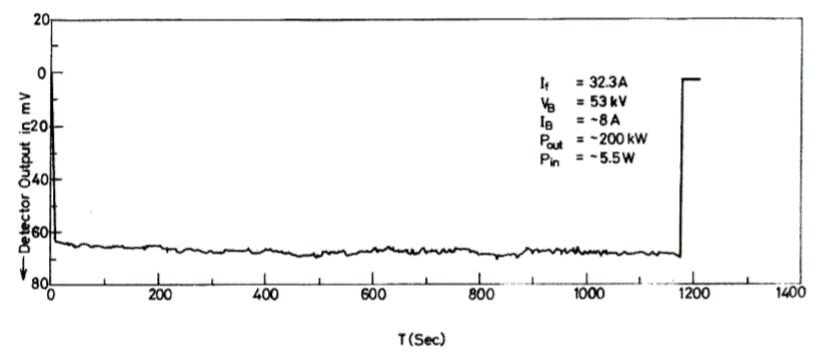 20
0
20
40
60
80
← Detector Output in mV
0 200 400 600 800 1000 1200 1400
T(Sec.)
If = 32.3A
VB = 53 kV
IB = ~8 A
Pout = ~200 kW
Pin = ~5.5 W